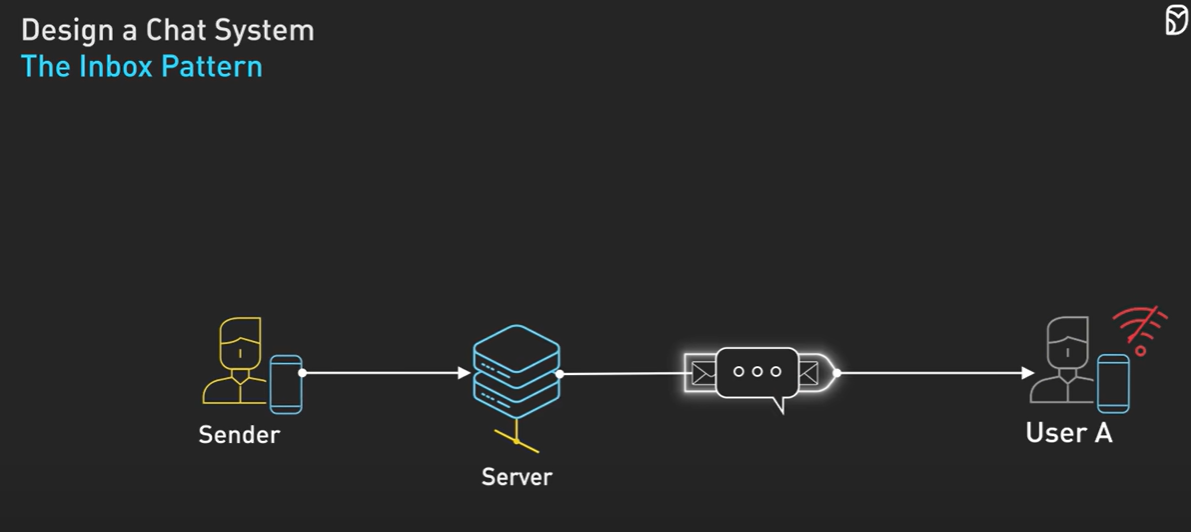 Design a Chat System
The Inbox Pattern
Sender
Server
User A